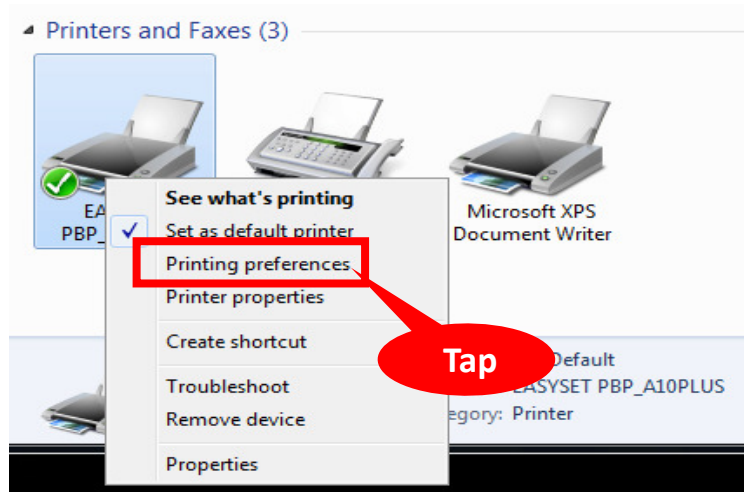 Printers and Faxes (3)
EA
PBP_
Microsoft XPS
Document Writer
See what's printing
Set as default printer
Printing preferences
Printer properties
Create shortcut
Troubleshoot
Remove device
Properties
Tap
Default
EASYSET PBP_A10PLUS
egory: Printer